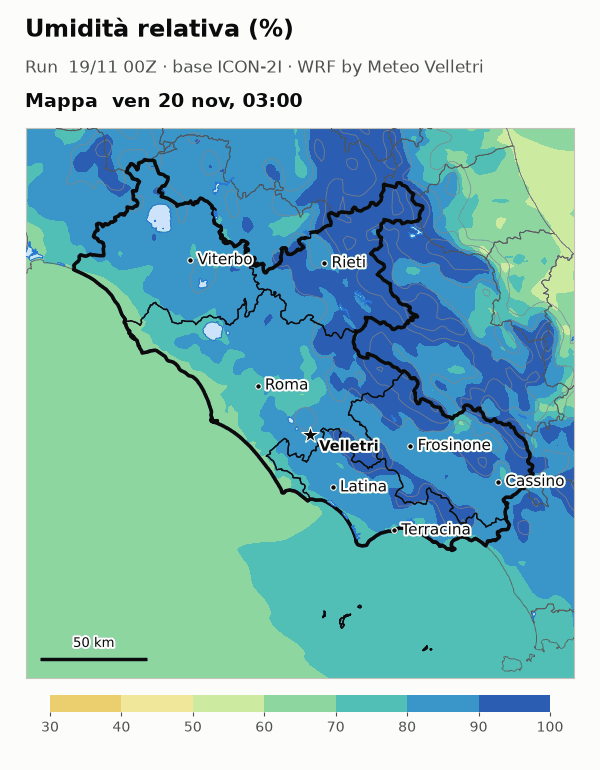 Umidità relativa (%)
Run  19/11 00Z · base ICON-2I · WRF by Meteo Velletri
Mappa  ven 20 nov, 03:00
Viterbo
Rieti
Roma
Velletri
Frosinone
Cassino
Latina
Terracina
50 km
30 40 50 60 70 80 90 100